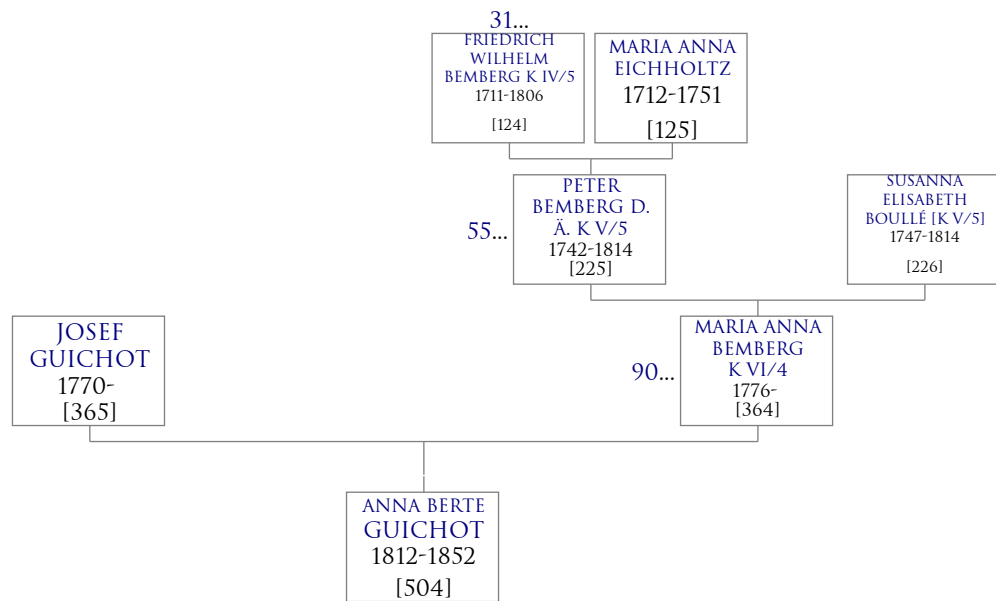 31...
FRIEDRICH
WILHELM
BEMBERG K IV/5
1711-1806
[124]
MARIA ANNA
EICHHOLTZ
1712-1751
[125]
55...
PETER
BEMBERG D.
Ä. K V/5
1742-1814
[225]
SUSANNA
ELISABETH
BOULLÉ [K V/5]
1747-1814
[226]
JOSEF
GUICHOT
1770-
[365]
90...
MARIA ANNA
BEMBERG
K VI/4
1776-
[364]
ANNA BERTE
GUICHOT
1812-1852
[504]